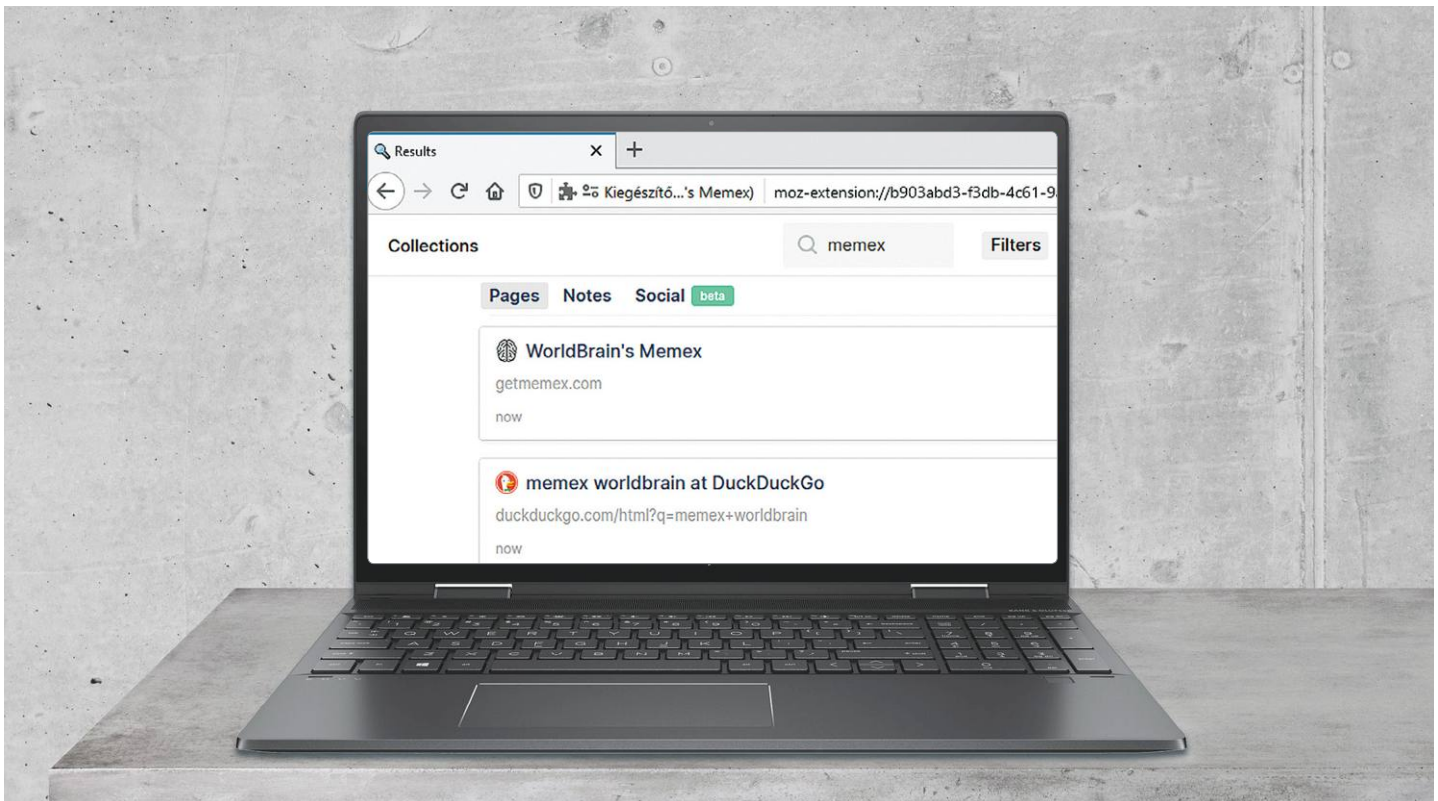 Results
Kiegészítő...'s Memex) moz-extension://b903abd3-f3db-4c61-9
Collections memex Filters
Pages Notes Social beta
WorldBrain's Memex
getmemex.com
now
memex worldbrain at DuckDuckGo
duckduckgo.com/html?q=memex+worldbrain
now
Q W E R T Y U I O P
A S D F G H J K L
Z X C V B N M